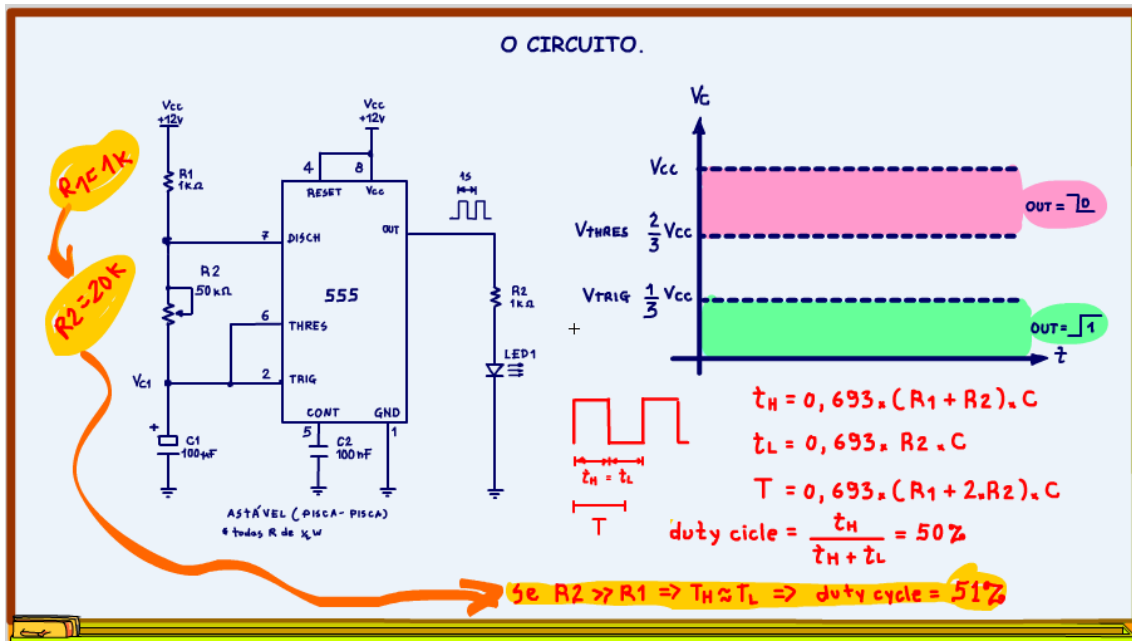 O CIRCUITO.
R1=1K
R2=20K
Vcc
+12v
R1
1KΩ
R2
50KΩ
VC1
+
C1
100µF
Vcc
+12v
4
8
RESET
Vcc
7
DISCH
OUT
555
6
THRES
2
TRIG
CONT
GND
5
1
C2
100nF
1s
R2
1KΩ
LED1
ASTÁVEL (PISCA-PISCA)
Vc
Vcc
VTHRES 2/3 Vcc
VTRIG 1/3 Vcc
OUT = 0
OUT = 1
t
tH = tL
T
tH = 0,693.(R1+R2).C
tL = 0,693. R2 . C
T = 0,693.(R1+2.R2).C
duty cicle = tH / tH + tL = 50%
Se R2 >> R1 => TH ≈ TL => duty cycle = 51%